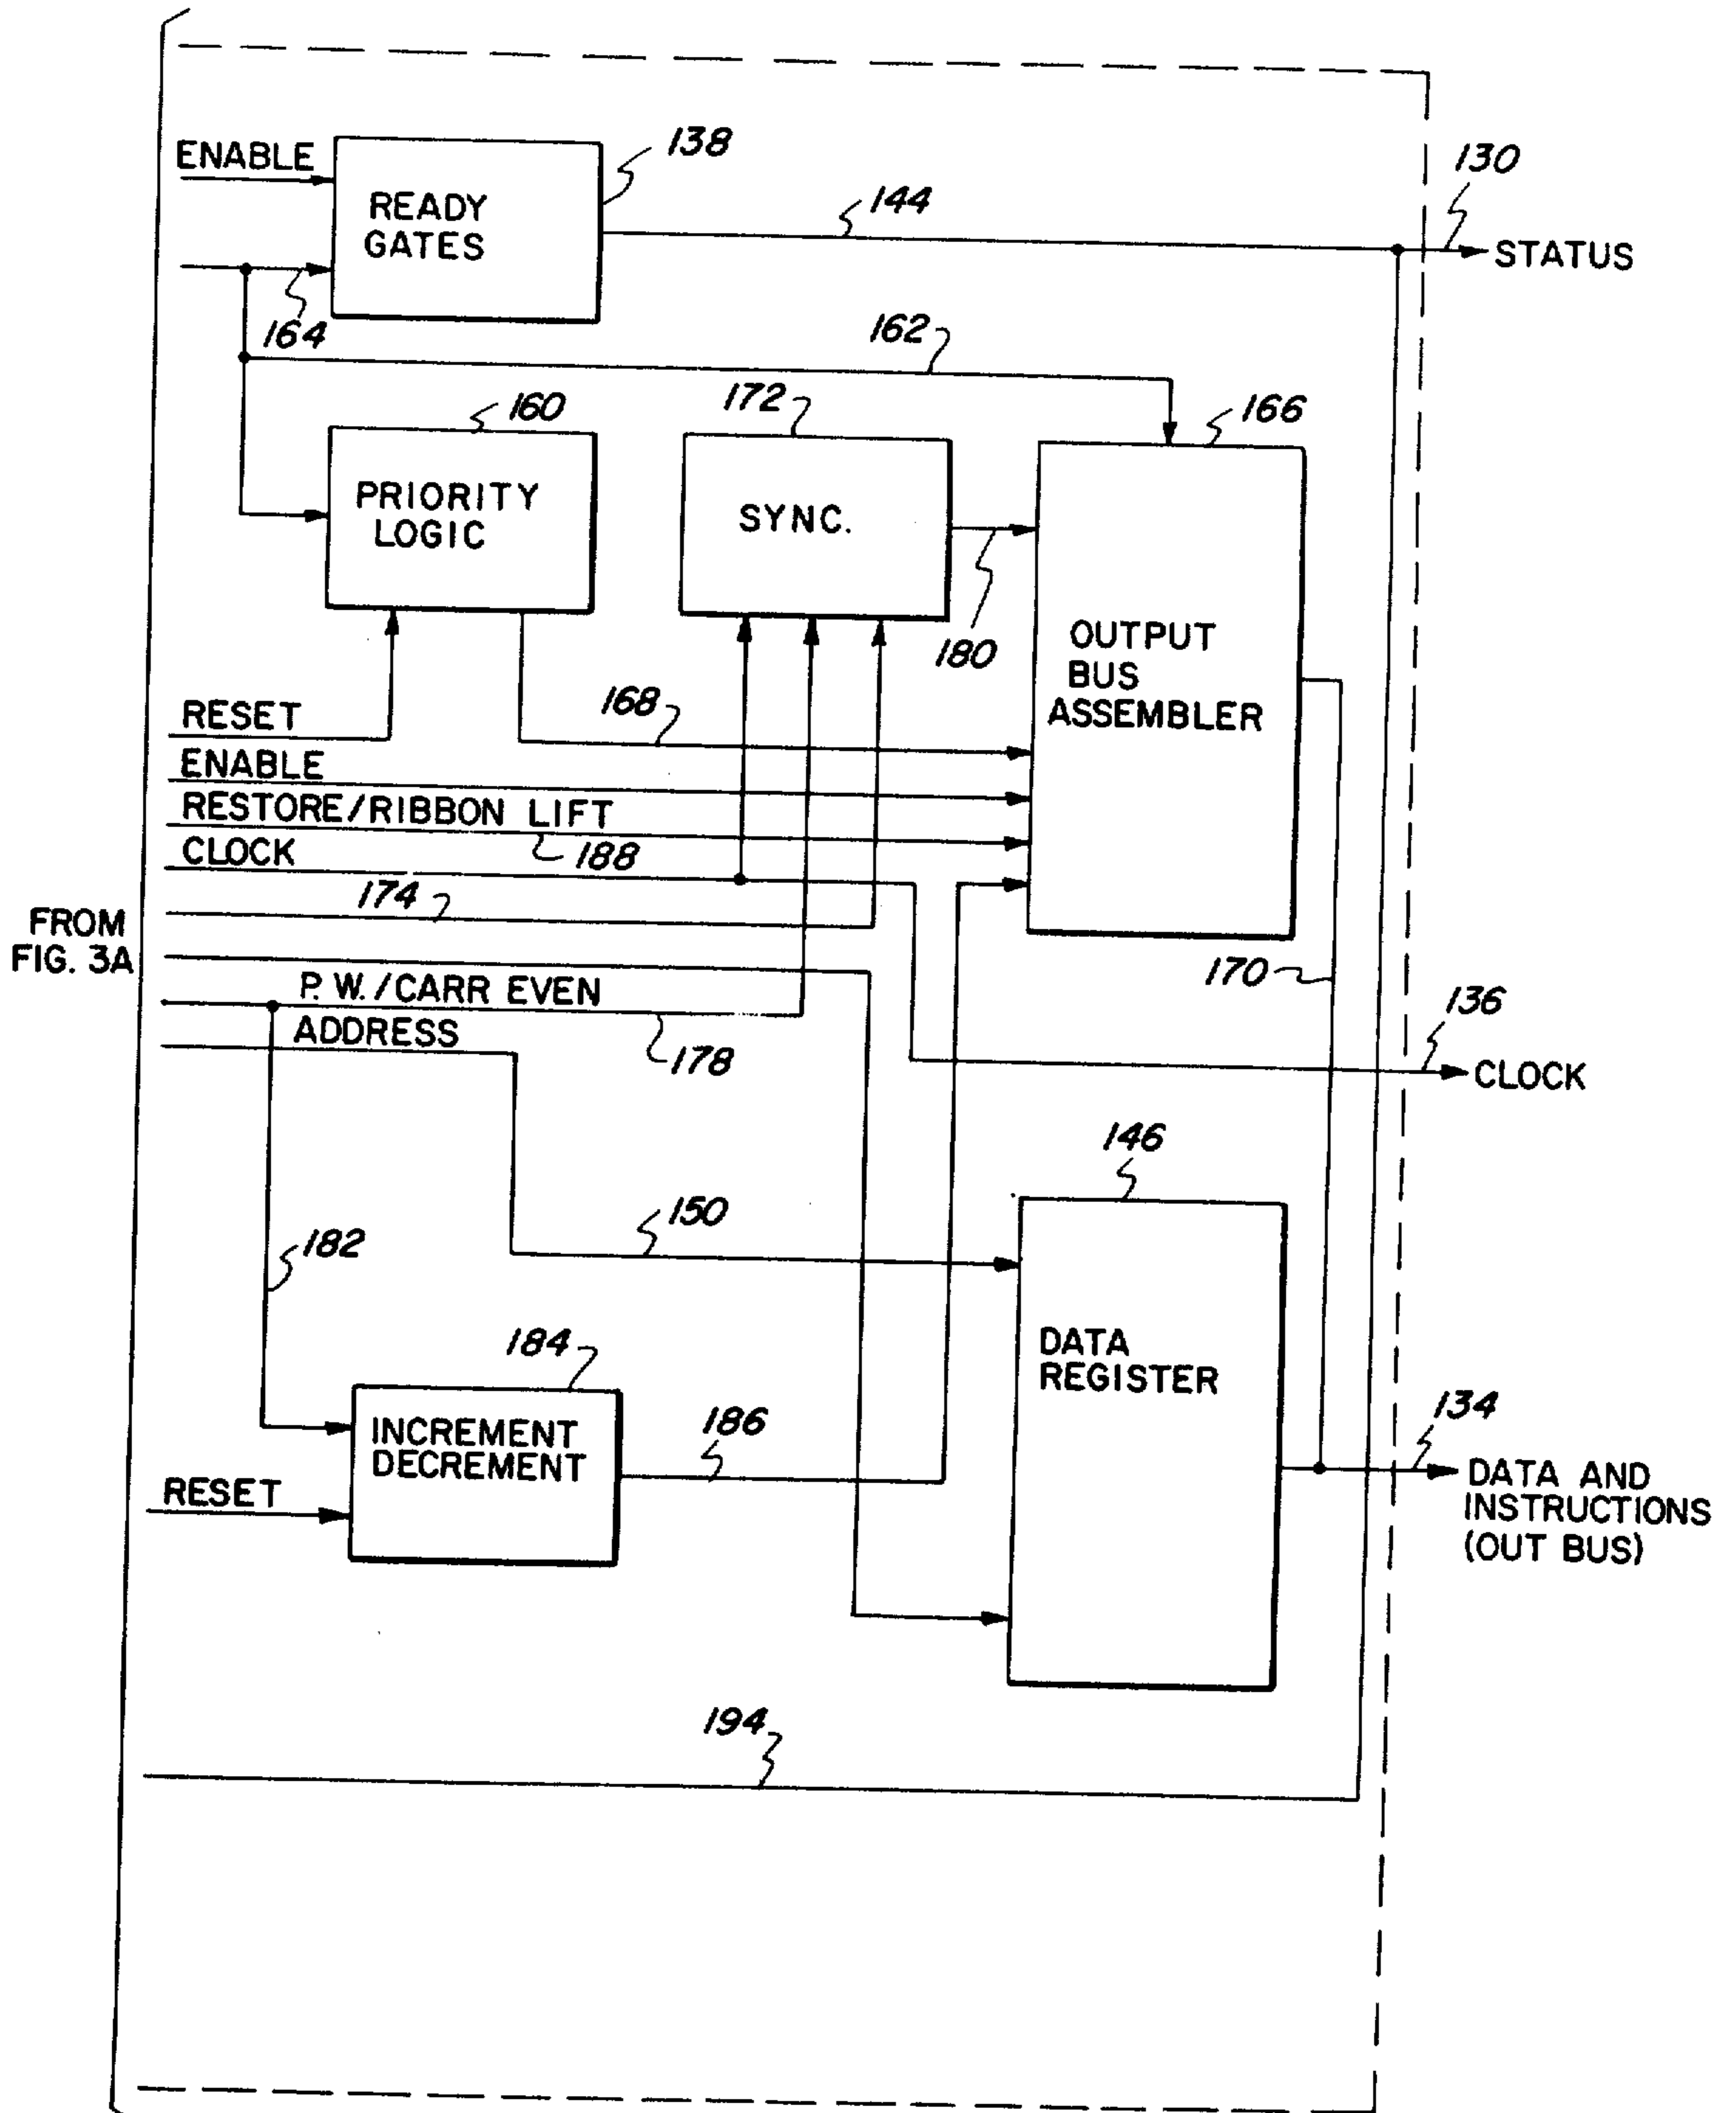 ENABLE
138
READY
GATES
144
130
STATUS
164
162
160
172
166
PRIORITY
LOGIC
SYNC.
180
OUTPUT
BUS
ASSEMBLER
RESET
168
ENABLE
RESTORE/RIBBON LIFT
188
CLOCK
174
FROM
FIG. 3A
170
P.W./CARR EVEN
178
136
CLOCK
ADDRESS
146
150
182
DATA
REGISTER
184
INCREMENT
DECREMENT
186
134
DATA AND
INSTRUCTIONS
(OUT BUS)
RESET
194